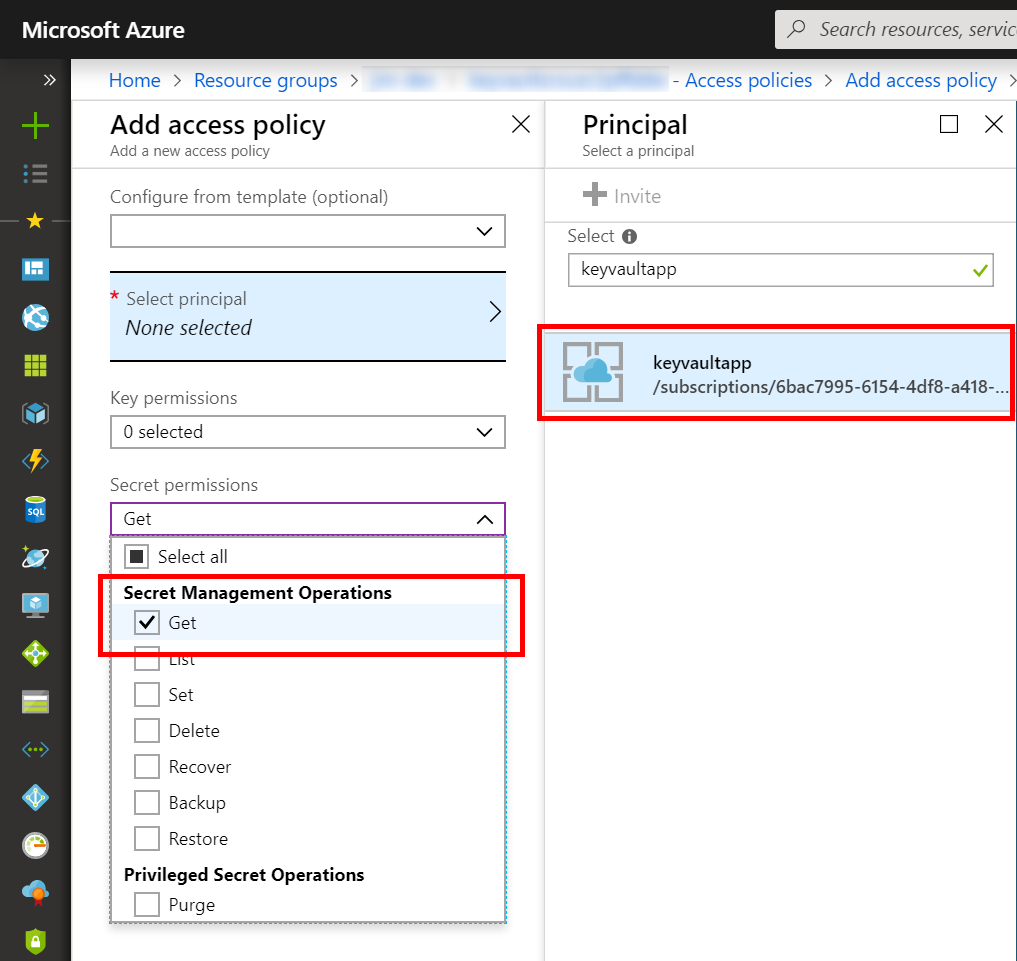 Microsoft Azure
Search resources, servic
Home > Resource groups > - Access policies > Add access policy >
Add access policy
Add a new access policy
Configure from template (optional)
* Select principal
None selected
Key permissions
0 selected
Secret permissions
Get
Select all
Secret Management Operations
Get
List
Set
Delete
Recover
Backup
Restore
Privileged Secret Operations
Purge
Principal
Select a principal
Invite
Select
keyvaultapp
keyvaultapp
/subscriptions/6bac7995-6154-4df8-a418-...
SQL